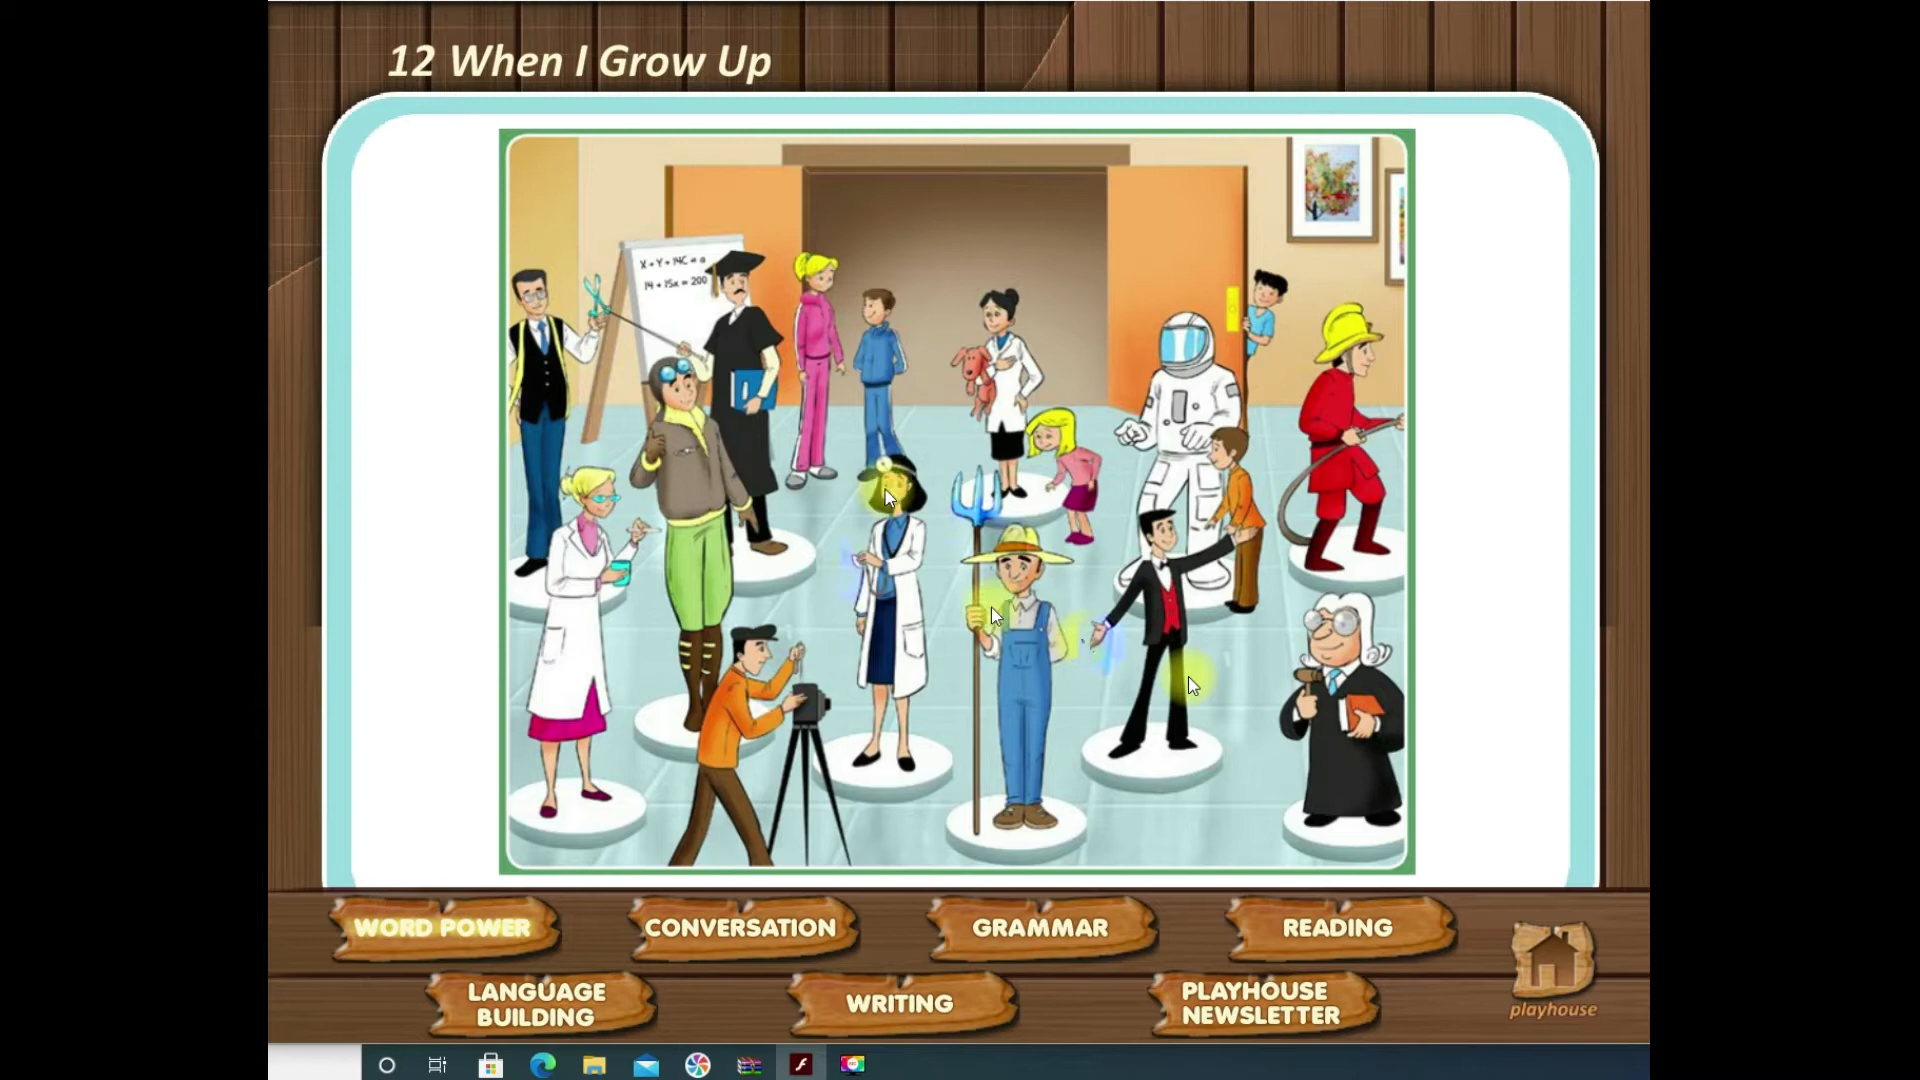 12 When I Grow Up
X + Y + 14C = a
14 + 15x = 200
WORD POWER
CONVERSATION
GRAMMAR
READING
LANGUAGE
BUILDING
WRITING
PLAYHOUSE
NEWSLETTER
playhouse